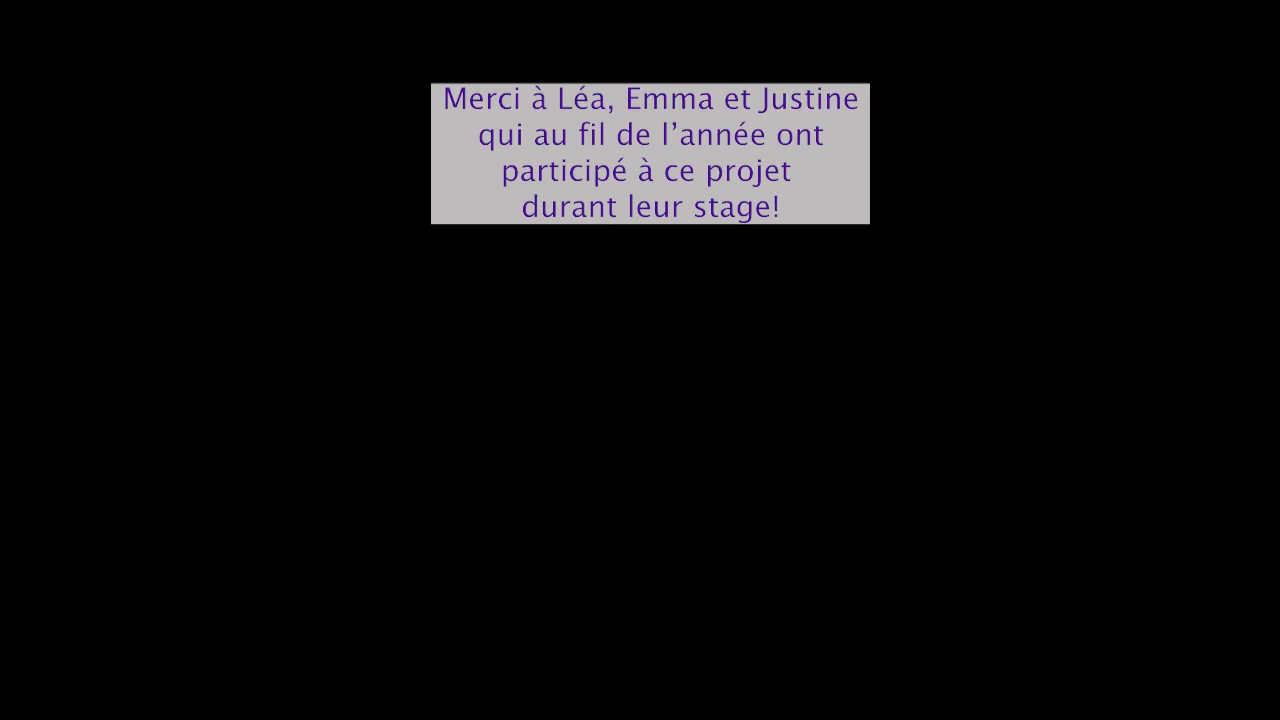 Merci à Léa, Emma et Justine
qui au fil de l’année ont
participé à ce projet
durant leur stage!